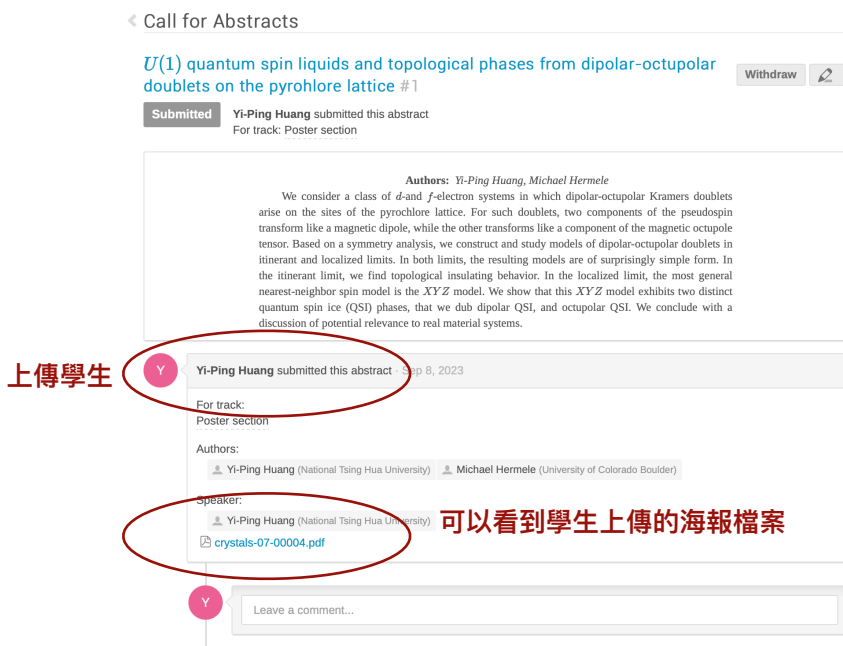 Call for Abstracts
U(1) quantum spin liquids and topological phases from dipolar-octupolar
doublets on the pyrohlore lattice #1
Withdraw
Submitted
Yi-Ping Huang submitted this abstract
For track: Poster section
Authors: Yi-Ping Huang, Michael Hermele
We consider a class of d-and f-electron systems in which dipolar-octupolar Kramers doublets
arise on the sites of the pyrochlore lattice. For such doublets, two components of the pseudospin
transform like a magnetic dipole, while the other transforms like a component of the magnetic octupole
tensor. Based on a symmetry analysis, we construct and study models of dipolar-octupolar doublets in
itinerant and localized limits. In both limits, the resulting models are of surprisingly simple form. In
the itinerant limit, we find topological insulating behavior. In the localized limit, the most general
nearest-neighbor spin model is the XYZ model. We show that this XYZ model exhibits two distinct
quantum spin ice (QSI) phases, that we dub dipolar QSI, and octupolar QSI. We conclude with a
discussion of potential relevance to real material systems.
上傳學生
Y
Yi-Ping Huang submitted this abstract · Sep 8, 2023
For track:
Poster section
Authors:
Yi-Ping Huang (National Tsing Hua University) Michael Hermele (University of Colorado Boulder)
Speaker:
Yi-Ping Huang (National Tsing Hua University)
可以看到學生上傳的海報檔案
crystals-07-00004.pdf
Y
Leave a comment...